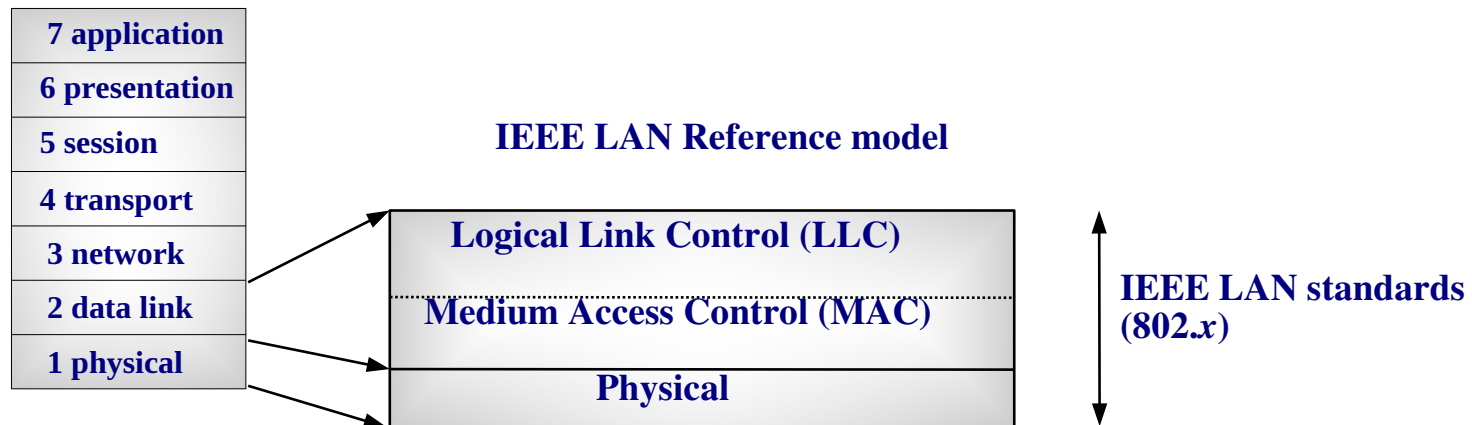 7 application
6 presentation
5 session
4 transport
3 network
2 data link
1 physical
IEEE LAN Reference model
Logical Link Control (LLC)
Medium Access Control (MAC)
Physical
IEEE LAN standards
(802.x)